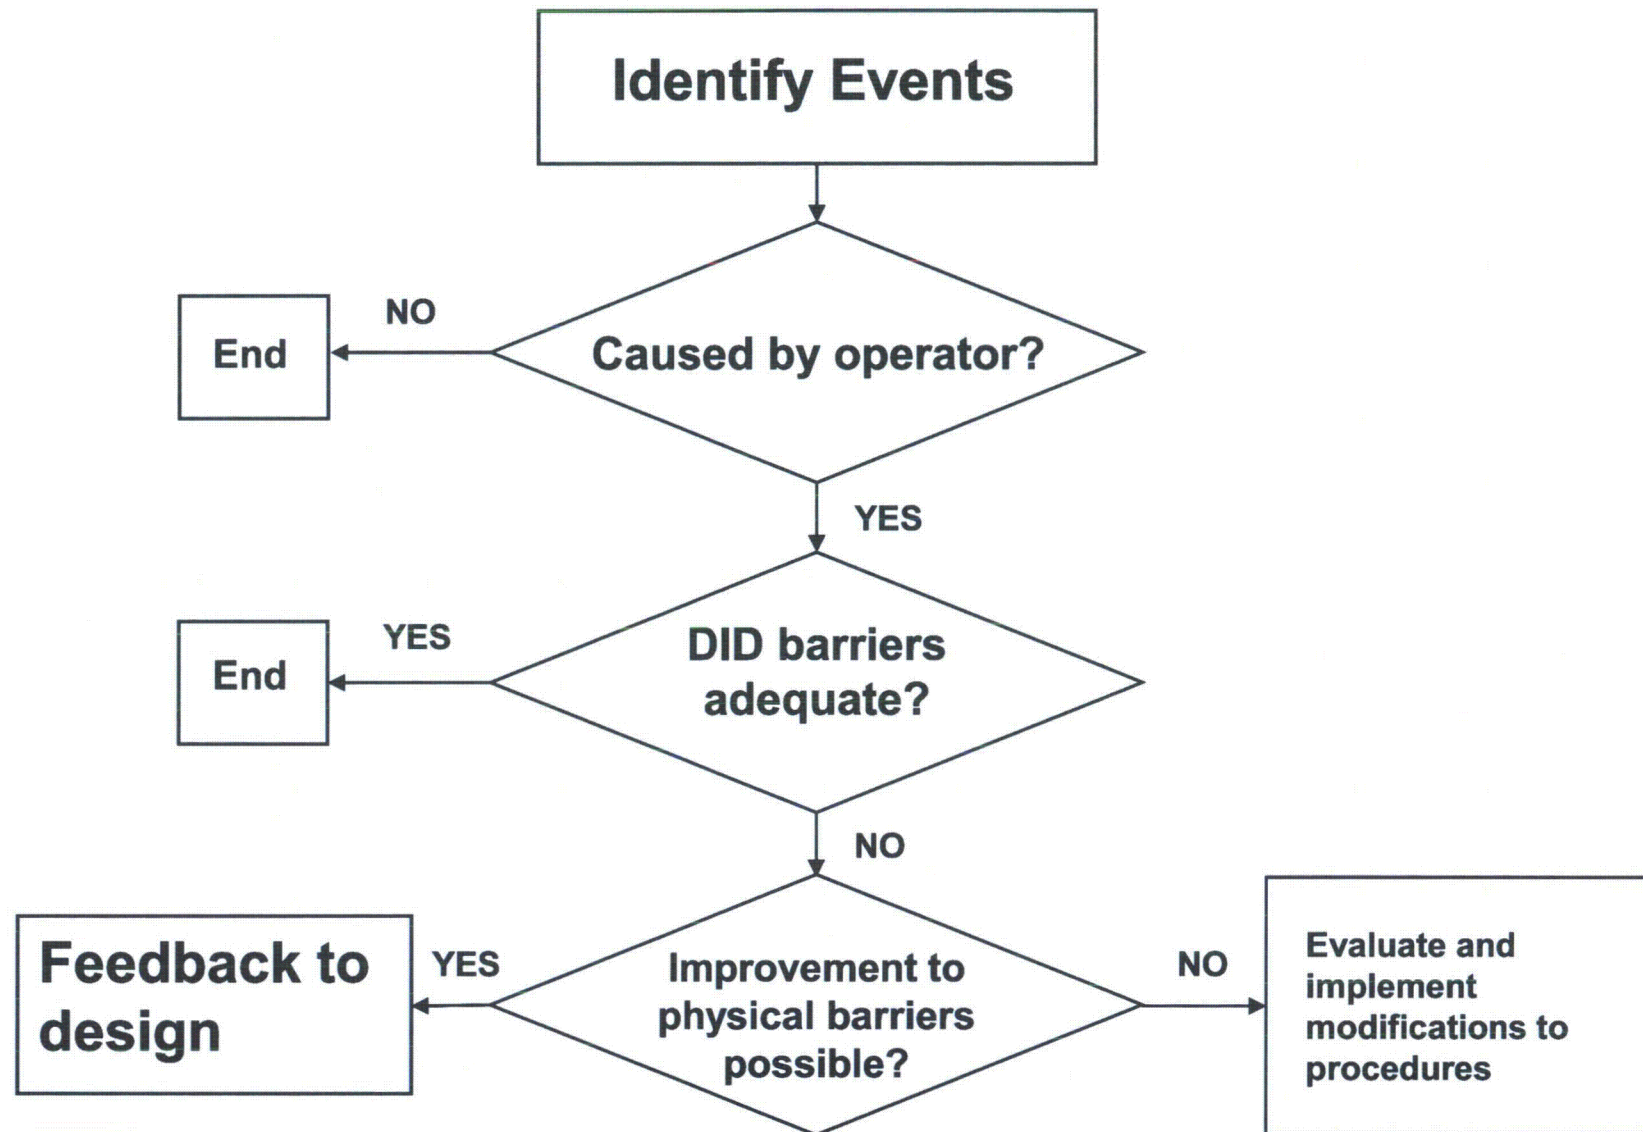 Identify Events
NO
End
Caused by operator?
YES
YES
End
DID barriers
adequate?
NO
Feedback to
design
YES
Improvement to
physical barriers
possible?
NO
Evaluate and
implement
modifications to
procedures